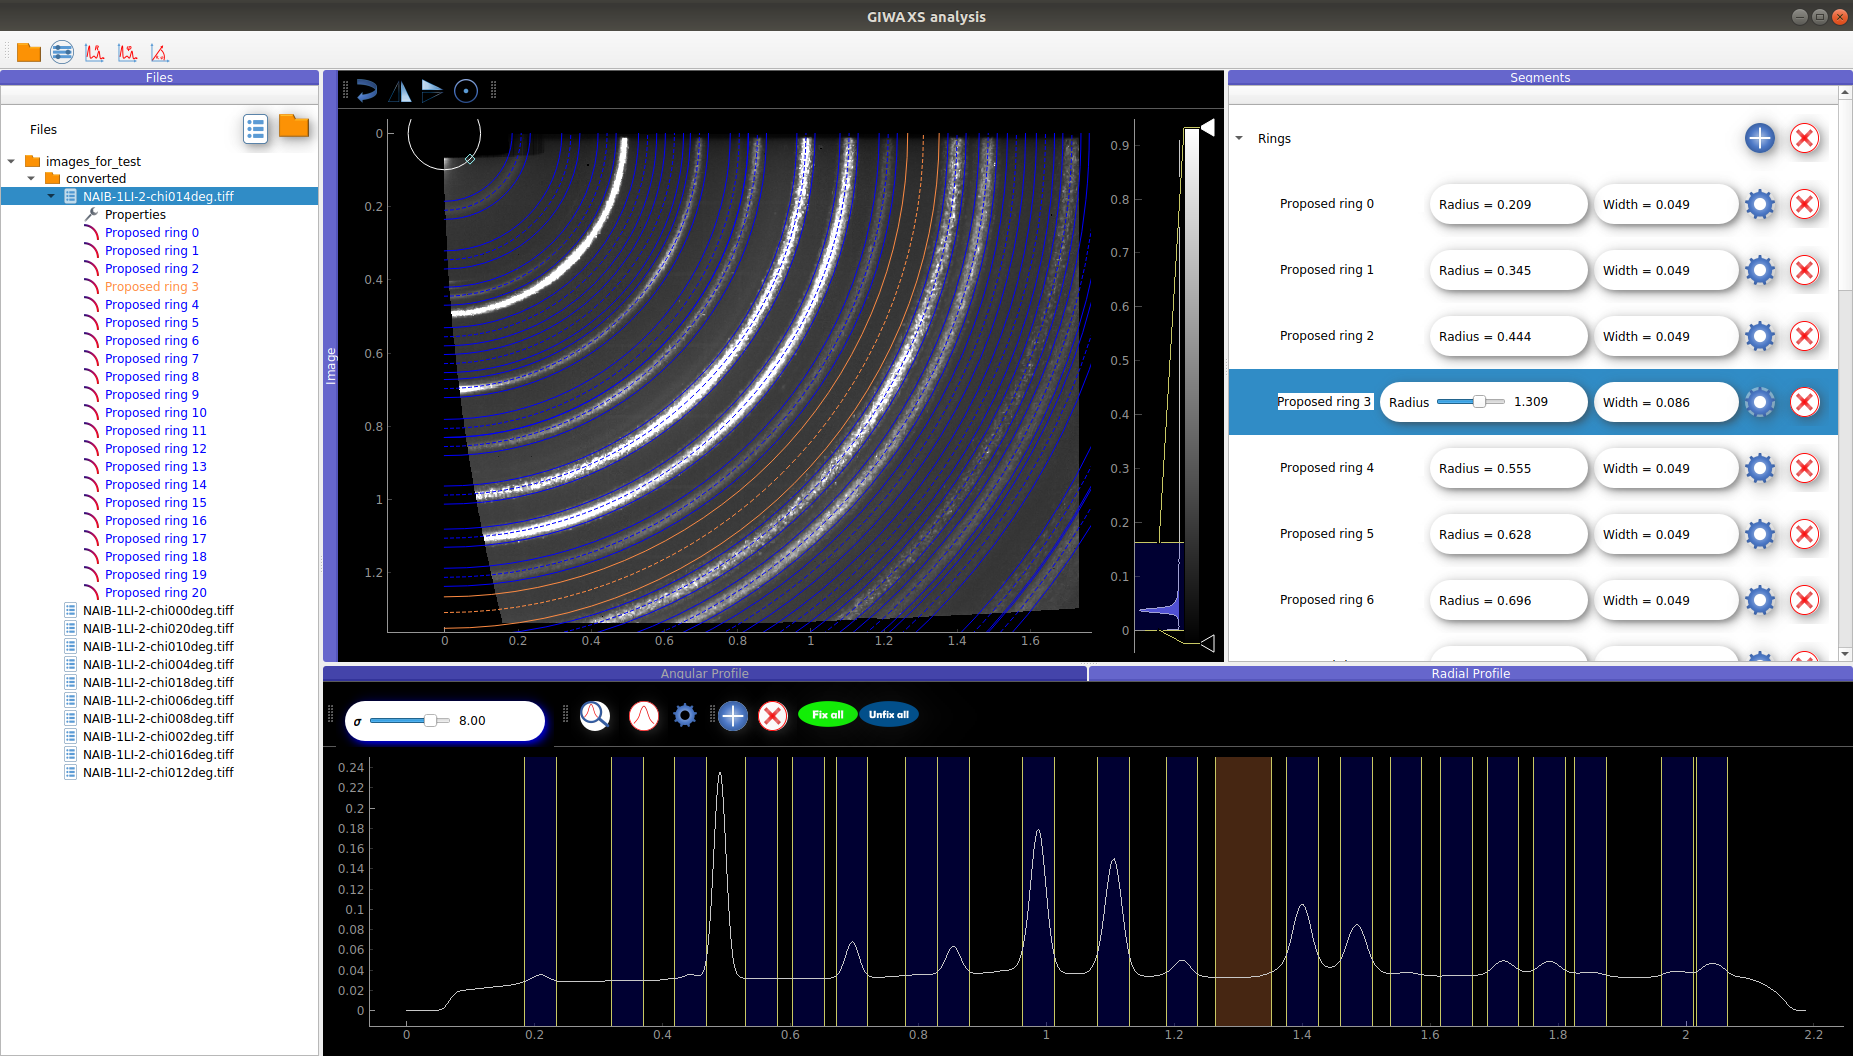 GIWAXS analysis
Files
Files
images_for_test
converted
NAIB-1LI-2-chi014deg.tiff
Properties
Proposed ring 0
Proposed ring 1
Proposed ring 2
Proposed ring 3
Proposed ring 4
Proposed ring 5
Proposed ring 6
Proposed ring 7
Proposed ring 8
Proposed ring 9
Proposed ring 10
Proposed ring 11
Proposed ring 12
Proposed ring 13
Proposed ring 14
Proposed ring 15
Proposed ring 16
Proposed ring 17
Proposed ring 18
Proposed ring 19
Proposed ring 20
NAIB-1LI-2-chi000deg.tiff
NAIB-1LI-2-chi020deg.tiff
NAIB-1LI-2-chi010deg.tiff
NAIB-1LI-2-chi004deg.tiff
NAIB-1LI-2-chi018deg.tiff
NAIB-1LI-2-chi006deg.tiff
NAIB-1LI-2-chi008deg.tiff
NAIB-1LI-2-chi002deg.tiff
NAIB-1LI-2-chi016deg.tiff
NAIB-1LI-2-chi012deg.tiff
Image
0
0.2
0.4
0.6
0.8
1
1.2
0 0.2 0.4 0.6 0.8 1 1.2 1.4 1.6
0.9
0.8
0.7
0.6
0.5
0.4
0.3
0.2
0.1
0
Segments
Rings
Proposed ring 0 Radius = 0.209 Width = 0.049
Proposed ring 1 Radius = 0.345 Width = 0.049
Proposed ring 2 Radius = 0.444 Width = 0.049
Proposed ring 3 Radius 1.309 Width = 0.086
Proposed ring 4 Radius = 0.555 Width = 0.049
Proposed ring 5 Radius = 0.628 Width = 0.049
Proposed ring 6 Radius = 0.696 Width = 0.049
Angular Profile
Radial Profile
σ 8.00
Fix all
Unfix all
0.24
0.22
0.2
0.18
0.16
0.14
0.12
0.1
0.08
0.06
0.04
0.02
0
0 0.2 0.4 0.6 0.8 1 1.2 1.4 1.6 1.8 2 2.2